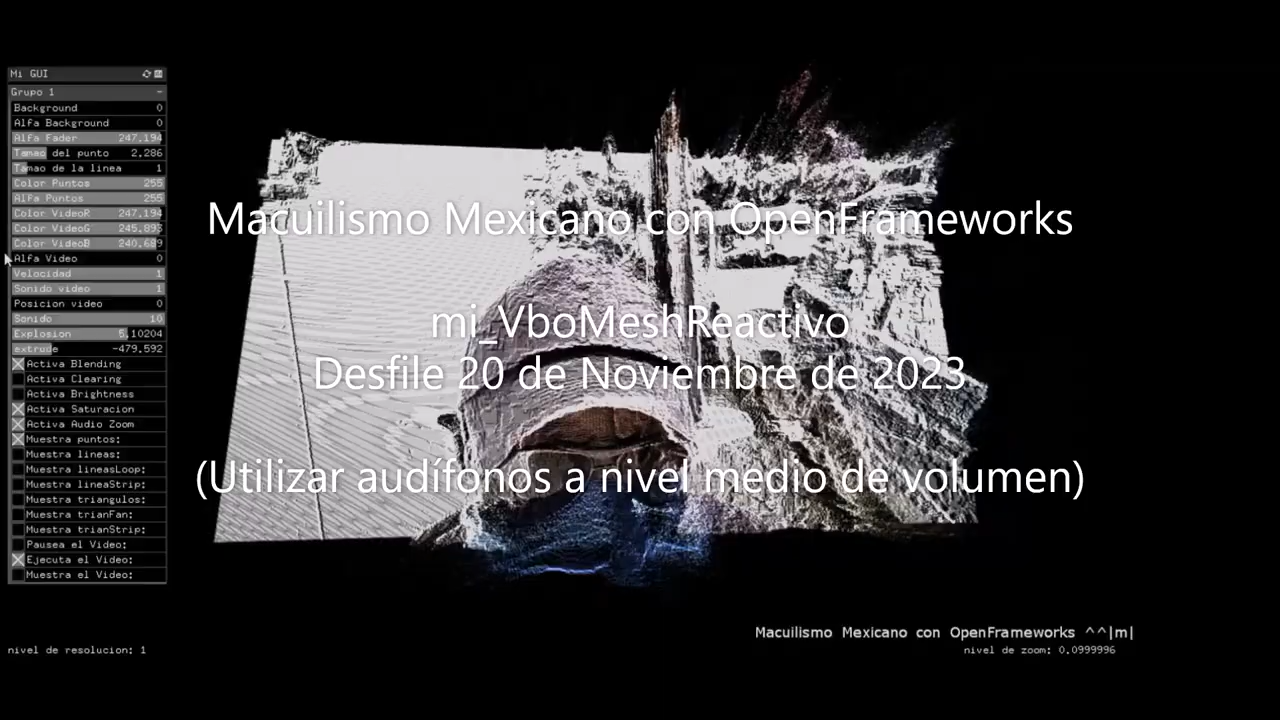 Mi GUI
Grupo 1 -
Background 0
Alfa Background 0
Alfa Fader 247.194
Tamao del punto 2.286
Tamao de la linea 1
Color Puntos 255
Alfa Puntos 255
Color VideoR 247.194
Color VideoG 245.893
Color VideoB 240.689
Alfa Video 0
Velocidad 1
Sonido video 1
Posicion video 0
Sonido 10
Explosion 5.10204
extrude -479.592
Activa Blending
Activa Clearing
Activa Brightness
Activa Saturacion
Activa Audio Zoom
Muestra puntos:
Muestra lineas:
Muestra lineasLoop:
Muestra lineaStrip:
Muestra triangulos:
Muestra trianFan:
Muestra trianStrip:
Pausea el Video:
Ejecuta el Video:
Muestra el Video:
Macuilismo Mexicano con OpenFrameworks
mi_VboMeshReactivo
Desfile 20 de Noviembre de 2023
(Utilizar audífonos a nivel medio de volumen)
Macuilismo Mexicano con OpenFrameworks ^^|m|
nivel de resolucion: 1
nivel de zoom: 0.0999996